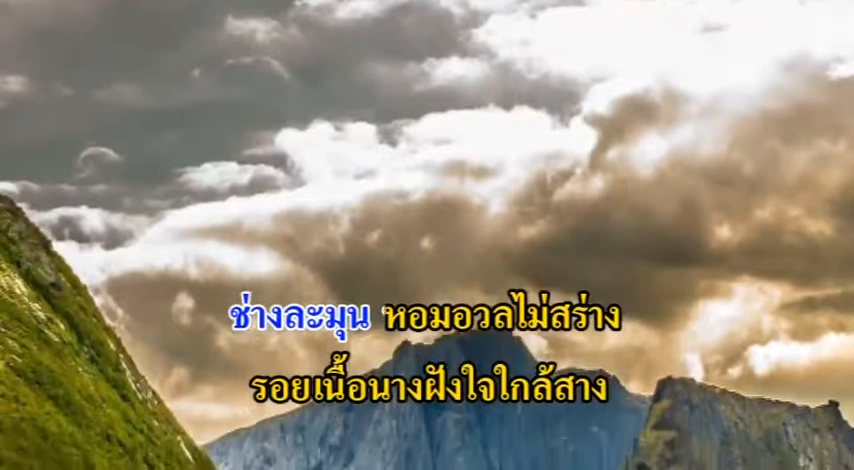 ช่างละมุน หอมอวลไม่สร่าง
รอยเนื้อนางฝังใจใกล้สาง